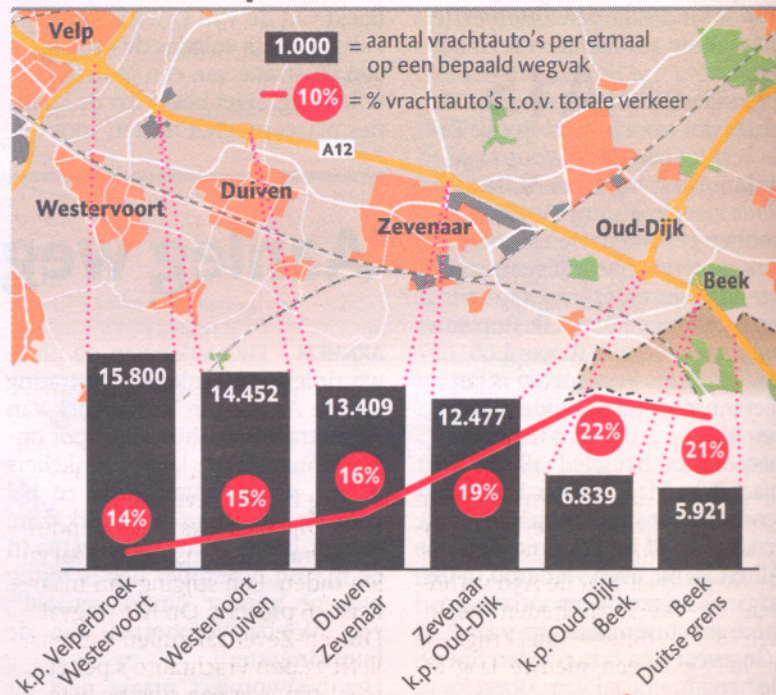 Velp
1.000 = aantal vrachtauto's per etmaal
op een bepaald wegvak
10% = % vrachtauto's t.o.v. totale verkeer
A12
Duiven
Westervoort
Zevenaar
Oud-Dijk
Beek
15.800
14.452
13.409
12.477
6.839
5.921
14%
15%
16%
19%
22%
21%
k.p. Velperbroek
Westervoort
Westervoort
Duiven
Duiven
Zevenaar
Zevenaar
k.p. Oud-Dijk
k.p. Oud-Dijk
Beek
Beek
Duitse grens